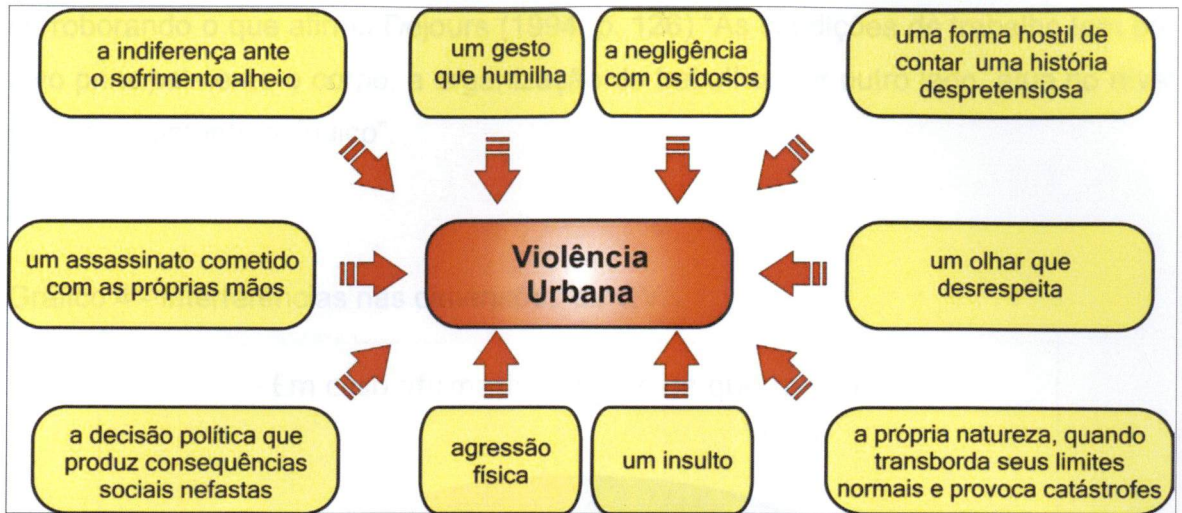 a indiferença ante
o sofrimento alheio
um gesto
que humilha
a negligência
com os idosos
uma forma hostil de
contar uma história
despretensiosa
um assassinato cometido
com as próprias mãos
Violência
Urbana
um olhar que
desrespeita
a decisão política que
produz consequências
sociais nefastas
agressão
física
um insulto
a própria natureza, quando
transborda seus limites
normais e provoca catástrofes